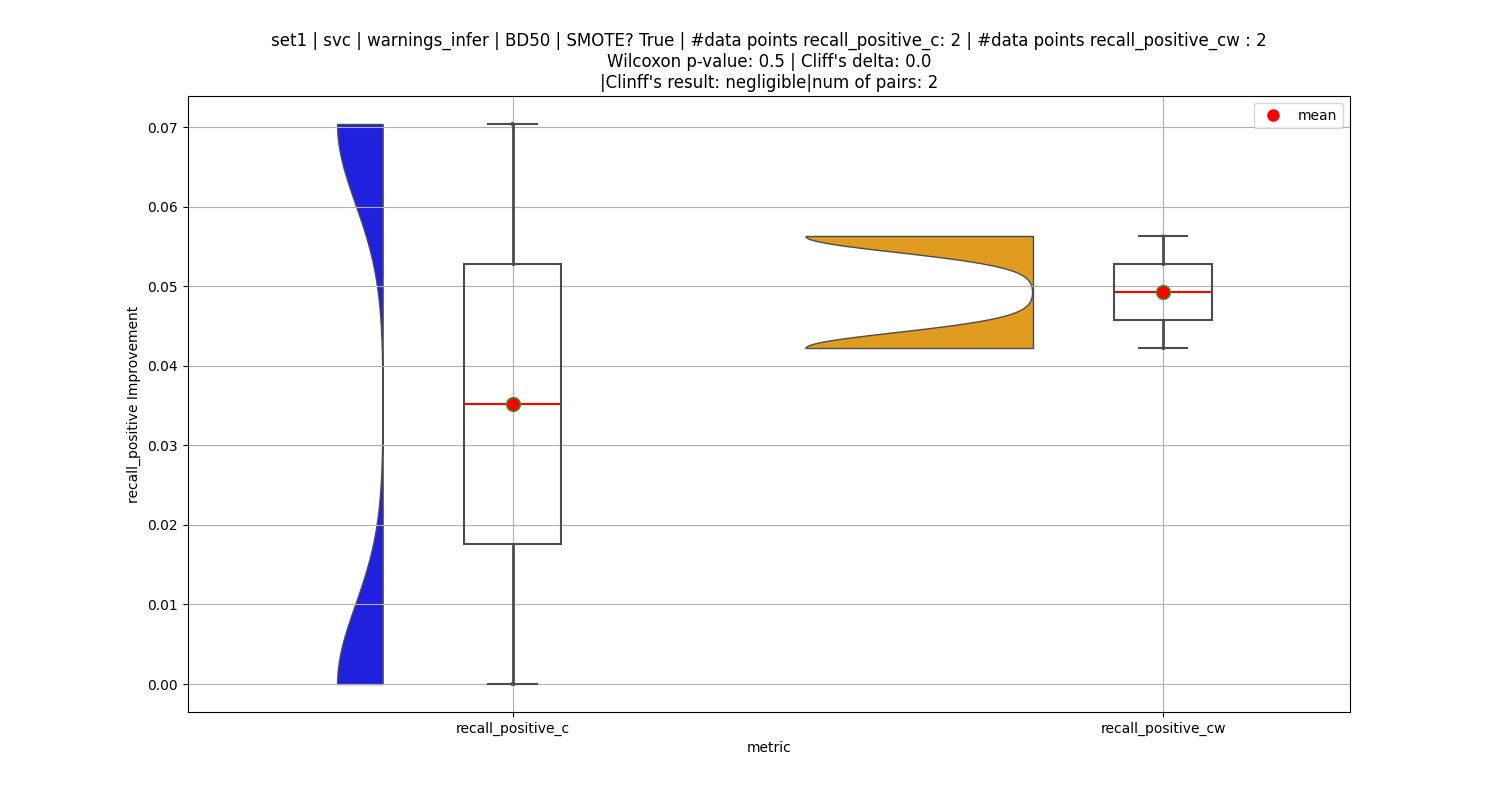 set1 | svc | warnings_infer | BD50 | SMOTE? True | #data points recall_positive_c: 2 | #data points recall_positive_cw : 2
Wilcoxon p-value: 0.5 | Cliff's delta: 0.0
|Clinff's result: negligible|num of pairs: 2
mean
0.07
0.06
0.05
0.04
0.03
0.02
0.01
0.00
recall_positive Improvement
recall_positive_c
recall_positive_cw
metric